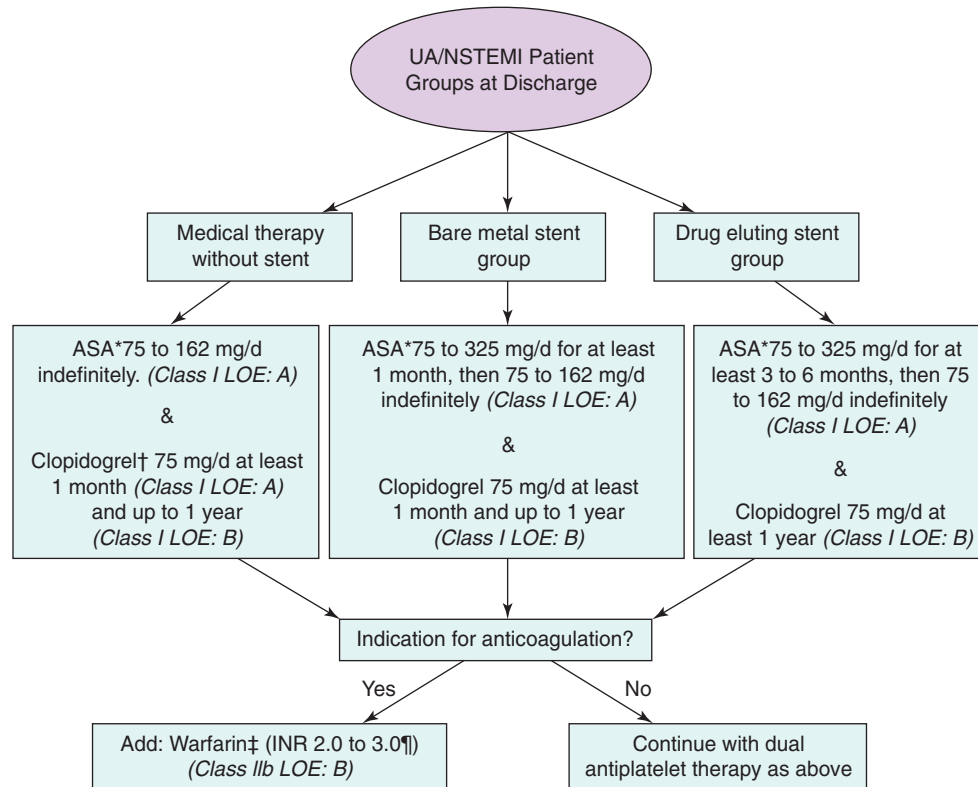 UA/NSTEMI Patient
Groups at Discharge
Medical therapy
without stent
Bare metal stent
group
Drug eluting stent
group
ASA*75 to 162 mg/d
indefinitely. (Class I LOE: A)
&
Clopidogrel† 75 mg/d at least
1 month (Class I LOE: A)
and up to 1 year
(Class I LOE: B)
ASA*75 to 325 mg/d for at least
1 month, then 75 to 162 mg/d
indefinitely (Class I LOE: A)
&
Clopidogrel 75 mg/d at least
1 month and up to 1 year
(Class I LOE: B)
ASA*75 to 325 mg/d for at
least 3 to 6 months, then 75
to 162 mg/d indefinitely
(Class I LOE: A)
&
Clopidogrel 75 mg/d at
least 1 year (Class I LOE: B)
Indication for anticoagulation?
Yes
No
Add: Warfarin‡ (INR 2.0 to 3.0¶)
(Class llb LOE: B)
Continue with dual
antiplatelet therapy as above